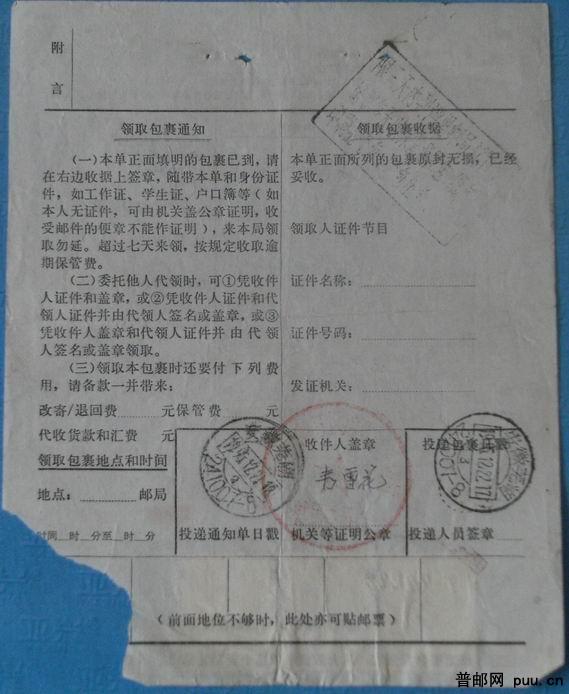 附
言
领取包裹通知
(一)本单正面填明的包裹已到，请
在右边收据上签章，随带本单和身份证
件，如工作证、学生证、户口簿等(如
本人无证件，可由机关盖公章证明，收
受邮件的便章不能作证明)，来本局领
取勿延。超过七天来领，按规定收取逾
期保管费。
(二)委托他人代领时，可①凭收件
人证件和盖章，或②凭收件人证件和代
领人证件并由代领人签名或盖章，或③
凭收件人盖章和代领人证件并由代领
人签名或盖章领取。
(三)领取本包裹时还要付下列费
用，请备款一并带来：
改寄/退回费 元保管费 元
代收货款和汇费 元
领取包裹地点和时间
地点： 邮局
时间 时 分至 时 分
领取包裹收据
本单正面所列的包裹原封无损，已经
妥收。
领取人证件节目
证件名称：
证件号码：
发证机关：
投递通知单日戳
收件人盖章
韦雪花
机关等证明公章
投递包裹日戳
投递人员签章
(前面地位不够时，此处亦可贴邮票)
普邮网 puu.cn